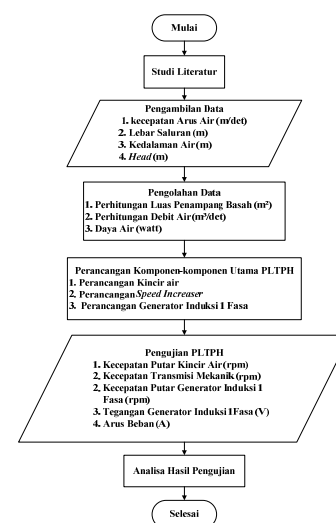 Mulai
Studi Literatur
Pengambilan Data
1. kecepatan Arus Air (m/det)
2. Lebar Saluran (m)
3. Kedalaman Air (m)
4. Head (m)
Pengolahan Data
1. Perhitungan Luas Penampang Basah (m²)
2. Perhitungan Debit Air (m³/det)
3. Daya Air (watt)
Perancangan Komponen-komponen Utama PLTPH
1. Perancangan Kincir air
2. Perancangan Speed Increaser
3. Perancangan Generator Induksi 1 Fasa
Pengujian PLTPH
1. Kecepatan Putar Kincir Air (rpm)
2. Kecepatan Transmisi Mekanik (rpm)
2. Kecepatan Putar Generator Induksi 1
Fasa (rpm)
3. Tegangan Generator Induksi 1 Fasa (V)
4. Arus Beban (A)
Analisa Hasil Pengujian
Selesai